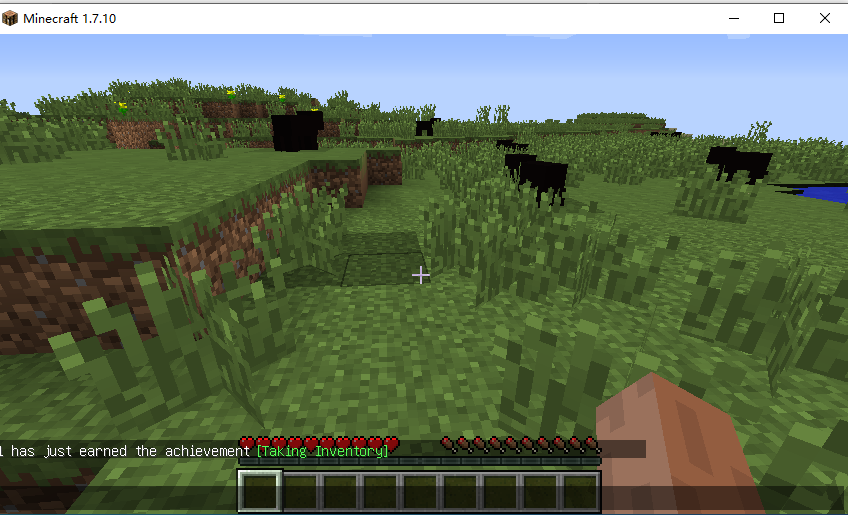 Minecraft 1.7.10
l has just earned the achievement [Taking Inventory]